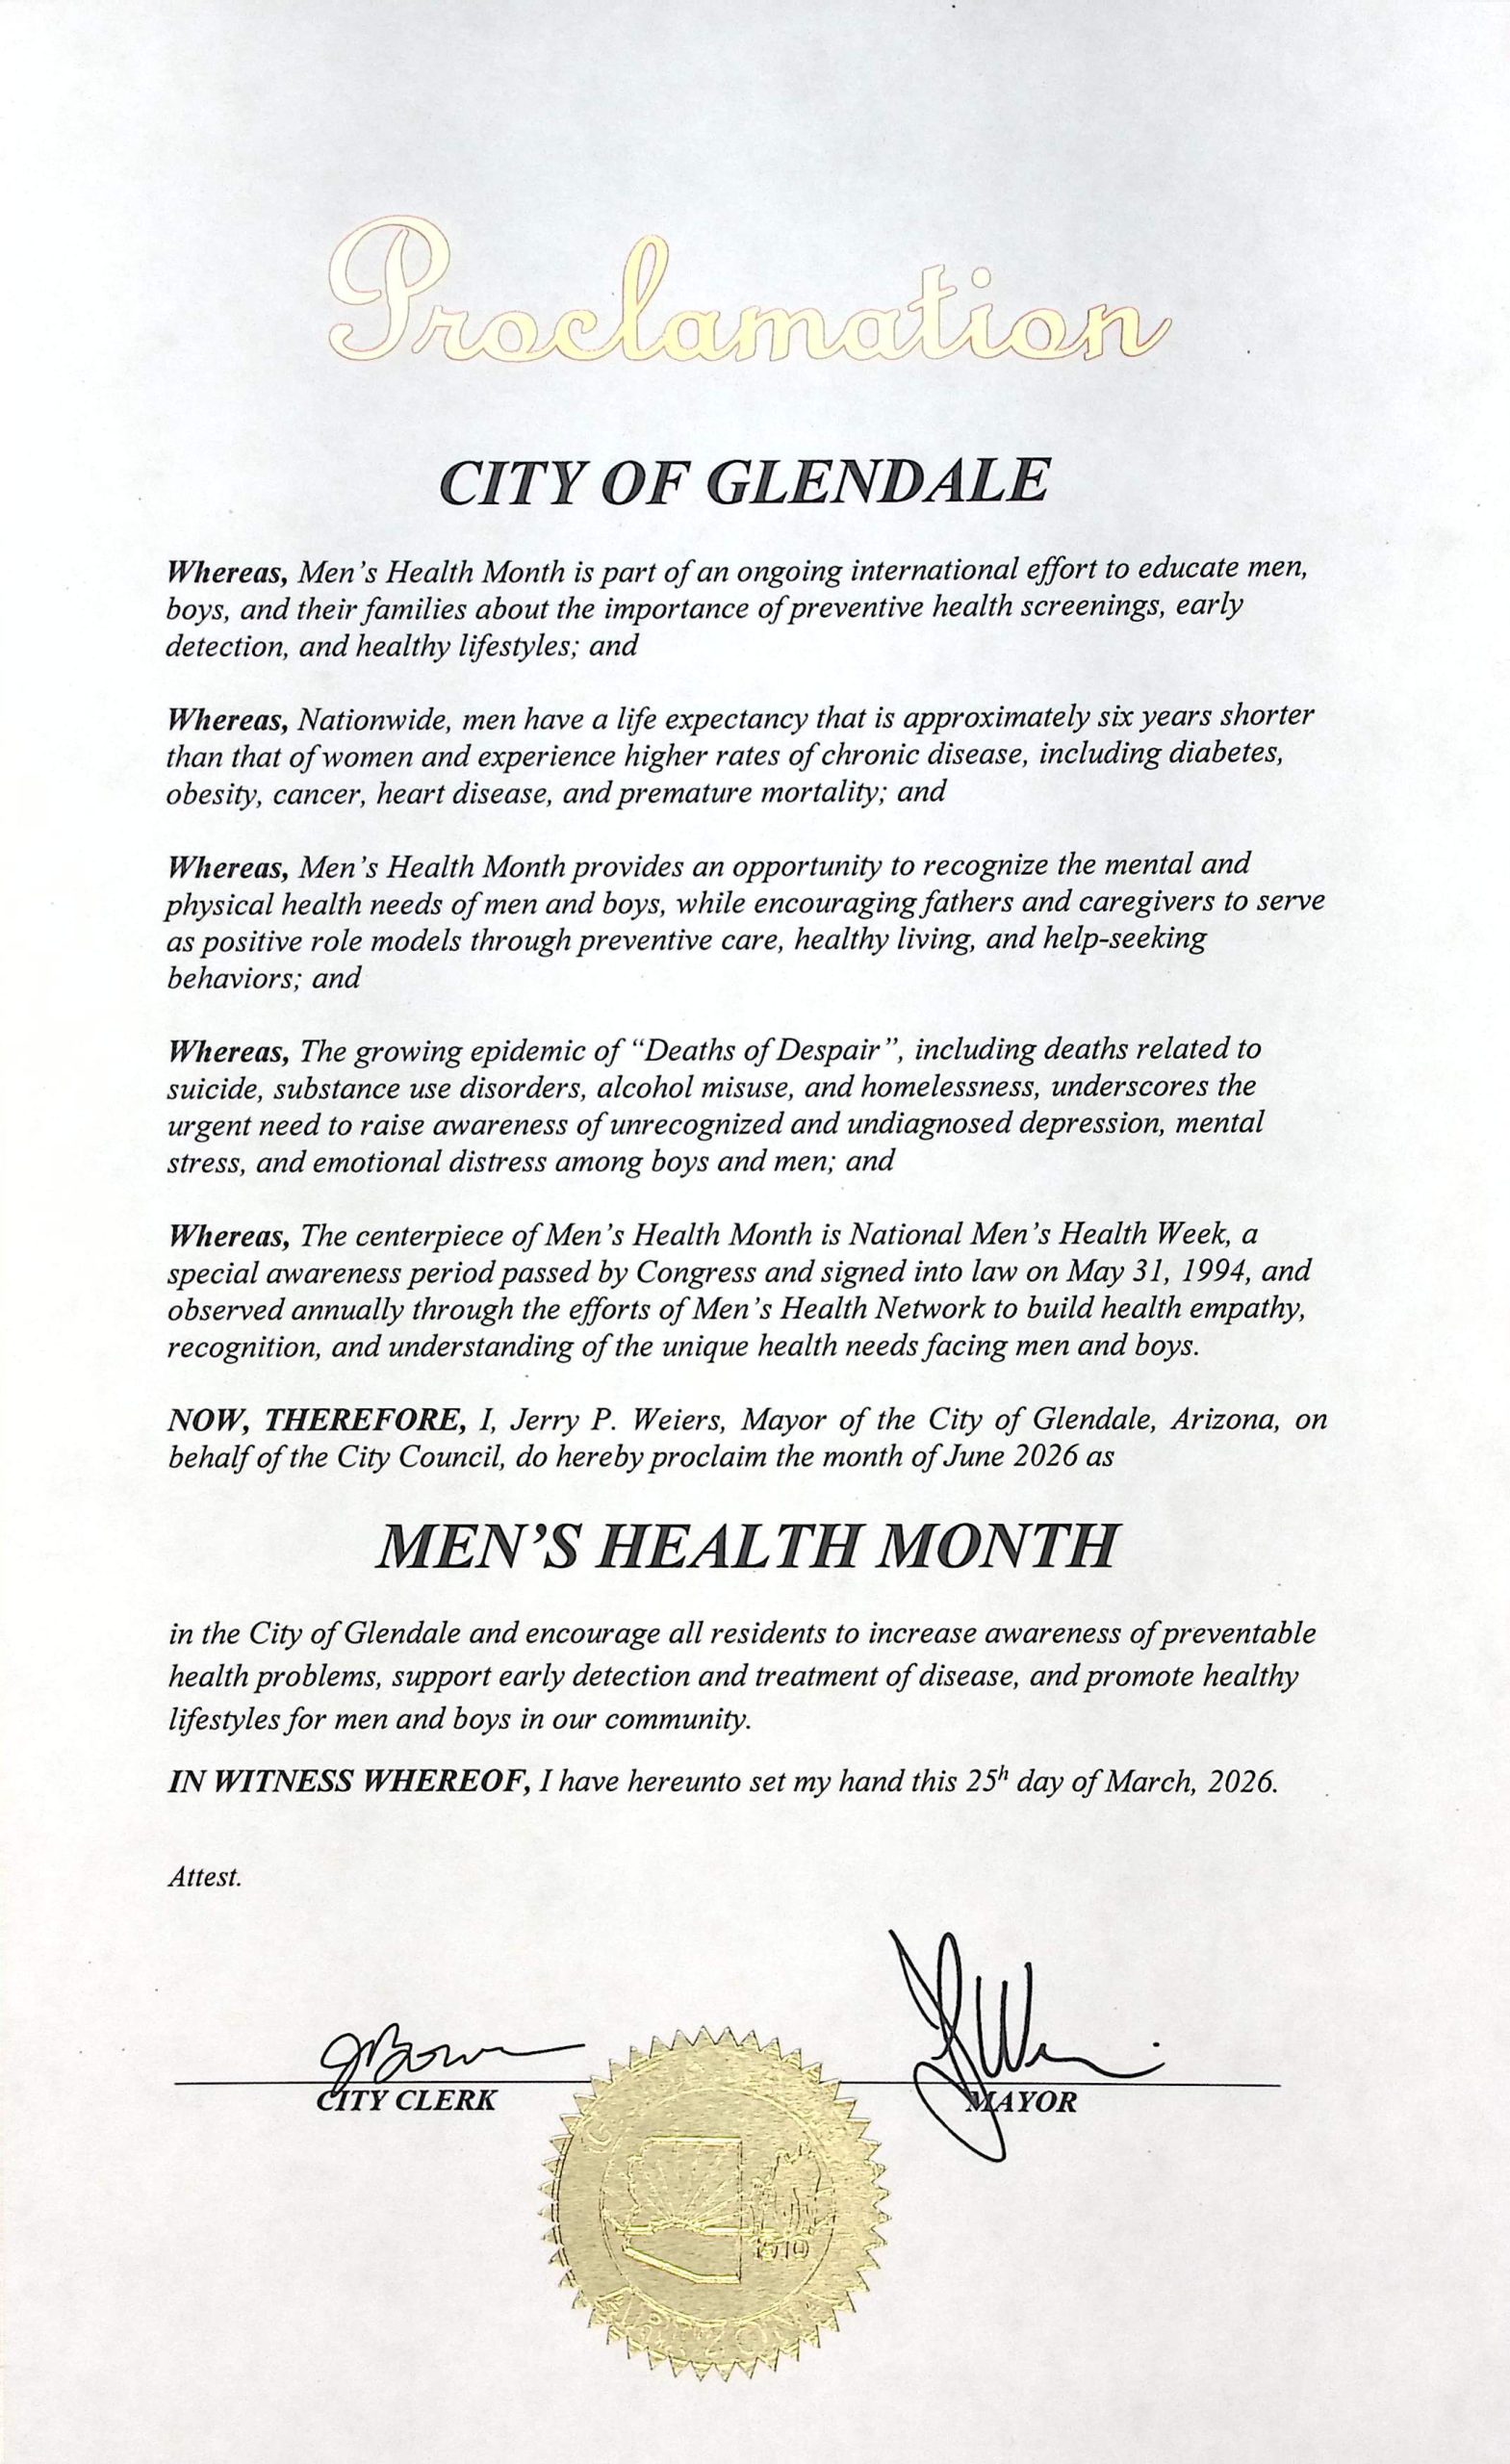 Proclamation
CITY OF GLENDALE
Whereas, Men's Health Month is part of an ongoing international effort to educate men,
boys, and their families about the importance of preventive health screenings, early
detection, and healthy lifestyles; and
Whereas, Nationwide, men have a life expectancy that is approximately six years shorter
than that of women and experience higher rates of chronic disease, including diabetes,
obesity, cancer, heart disease, and premature mortality; and
Whereas, Men's Health Month provides an opportunity to recognize the mental and
physical health needs of men and boys, while encouraging fathers and caregivers to serve
as positive role models through preventive care, healthy living, and help-seeking
behaviors; and
Whereas, The growing epidemic of “Deaths of Despair”, including deaths related to
suicide, substance use disorders, alcohol misuse, and homelessness, underscores the
urgent need to raise awareness of unrecognized and undiagnosed depression, mental
stress, and emotional distress among boys and men; and
Whereas, The centerpiece of Men's Health Month is National Men's Health Week, a
special awareness period passed by Congress and signed into law on May 31, 1994, and
observed annually through the efforts of Men's Health Network to build health empathy,
recognition, and understanding of the unique health needs facing men and boys.
NOW, THEREFORE, I, Jerry P. Weiers, Mayor of the City of Glendale, Arizona, on
behalf of the City Council, do hereby proclaim the month of June 2026 as
MEN'S HEALTH MONTH
in the City of Glendale and encourage all residents to increase awareness of preventable
health problems, support early detection and treatment of disease, and promote healthy
lifestyles for men and boys in our community.
IN WITNESS WHEREOF, I have hereunto set my hand this 25h day of March, 2026.
Attest.
CITY CLERK
MAYOR
1910
ARIZONA